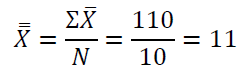 X̿ = ΣX̄/N = 110/10 = 11